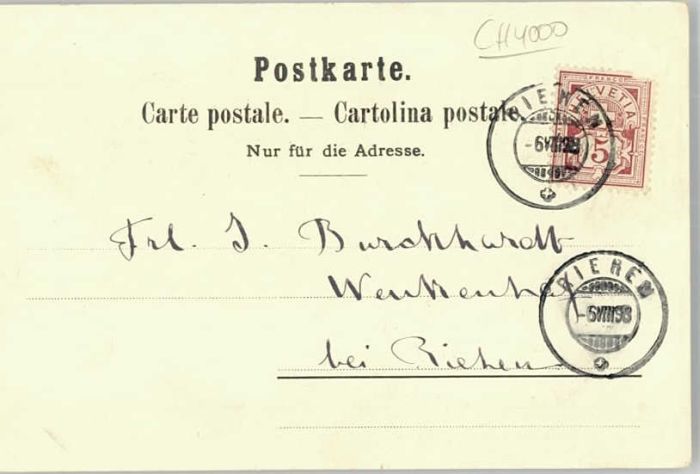 CH4000
Postkarte.
Carte postale. — Cartolina postale.
Nur für die Adresse.
FRANCO
HELVETIA
5
RIEHEN
-6 VIII 98
Frl. I. Burckhardt
Wenkenhof
bei Riehen
RIEHEN
-6 VIII 98